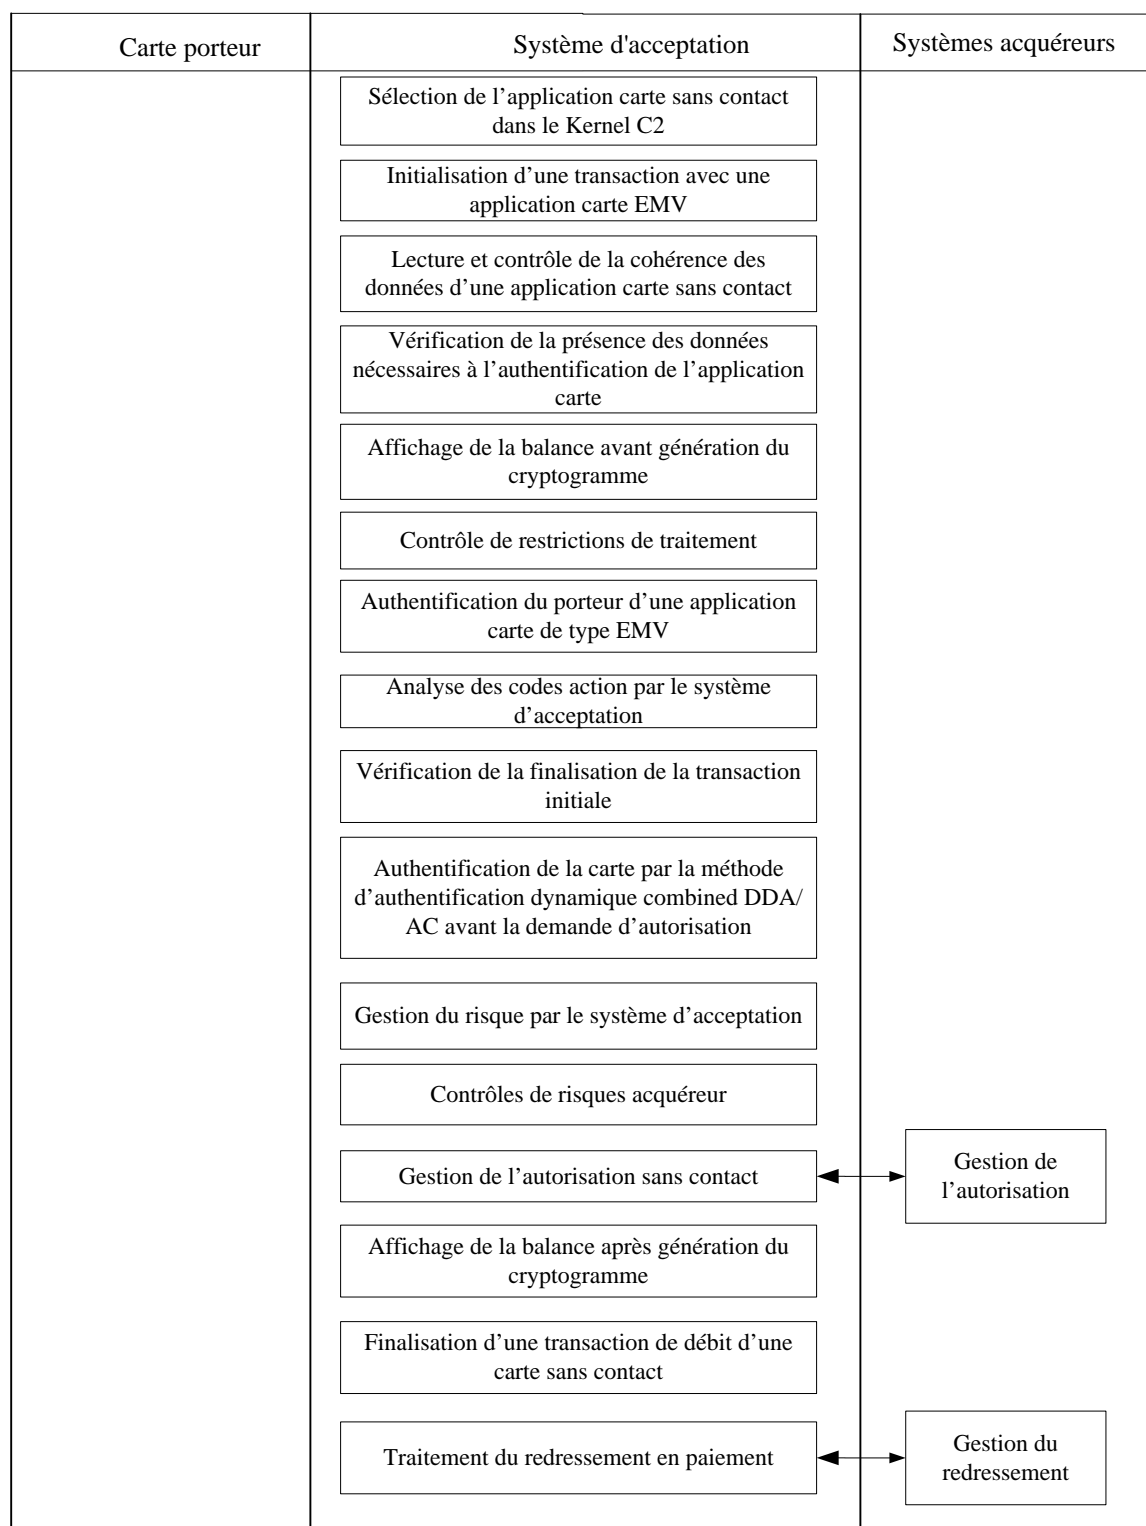 Carte porteur
Système d'acceptation
Systèmes acquéreurs
Sélection de l’application carte sans contact
dans le Kernel C2
Initialisation d’une transaction avec une
application carte EMV
Lecture et contrôle de la cohérence des
données d’une application carte sans contact
Vérification de la présence des données
nécessaires à l’authentification de l’application
carte
Affichage de la balance avant génération du
cryptogramme
Contrôle de restrictions de traitement
Authentification du porteur d’une application
carte de type EMV
Analyse des codes action par le système
d’acceptation
Vérification de la finalisation de la transaction
initiale
Authentification de la carte par la méthode
d’authentification dynamique combined DDA/
AC avant la demande d’autorisation
Gestion du risque par le système d’acceptation
Contrôles de risques acquéreur
Gestion de l’autorisation sans contact
Gestion de
l’autorisation
Affichage de la balance après génération du
cryptogramme
Finalisation d’une transaction de débit d’une
carte sans contact
Traitement du redressement en paiement
Gestion du
redressement